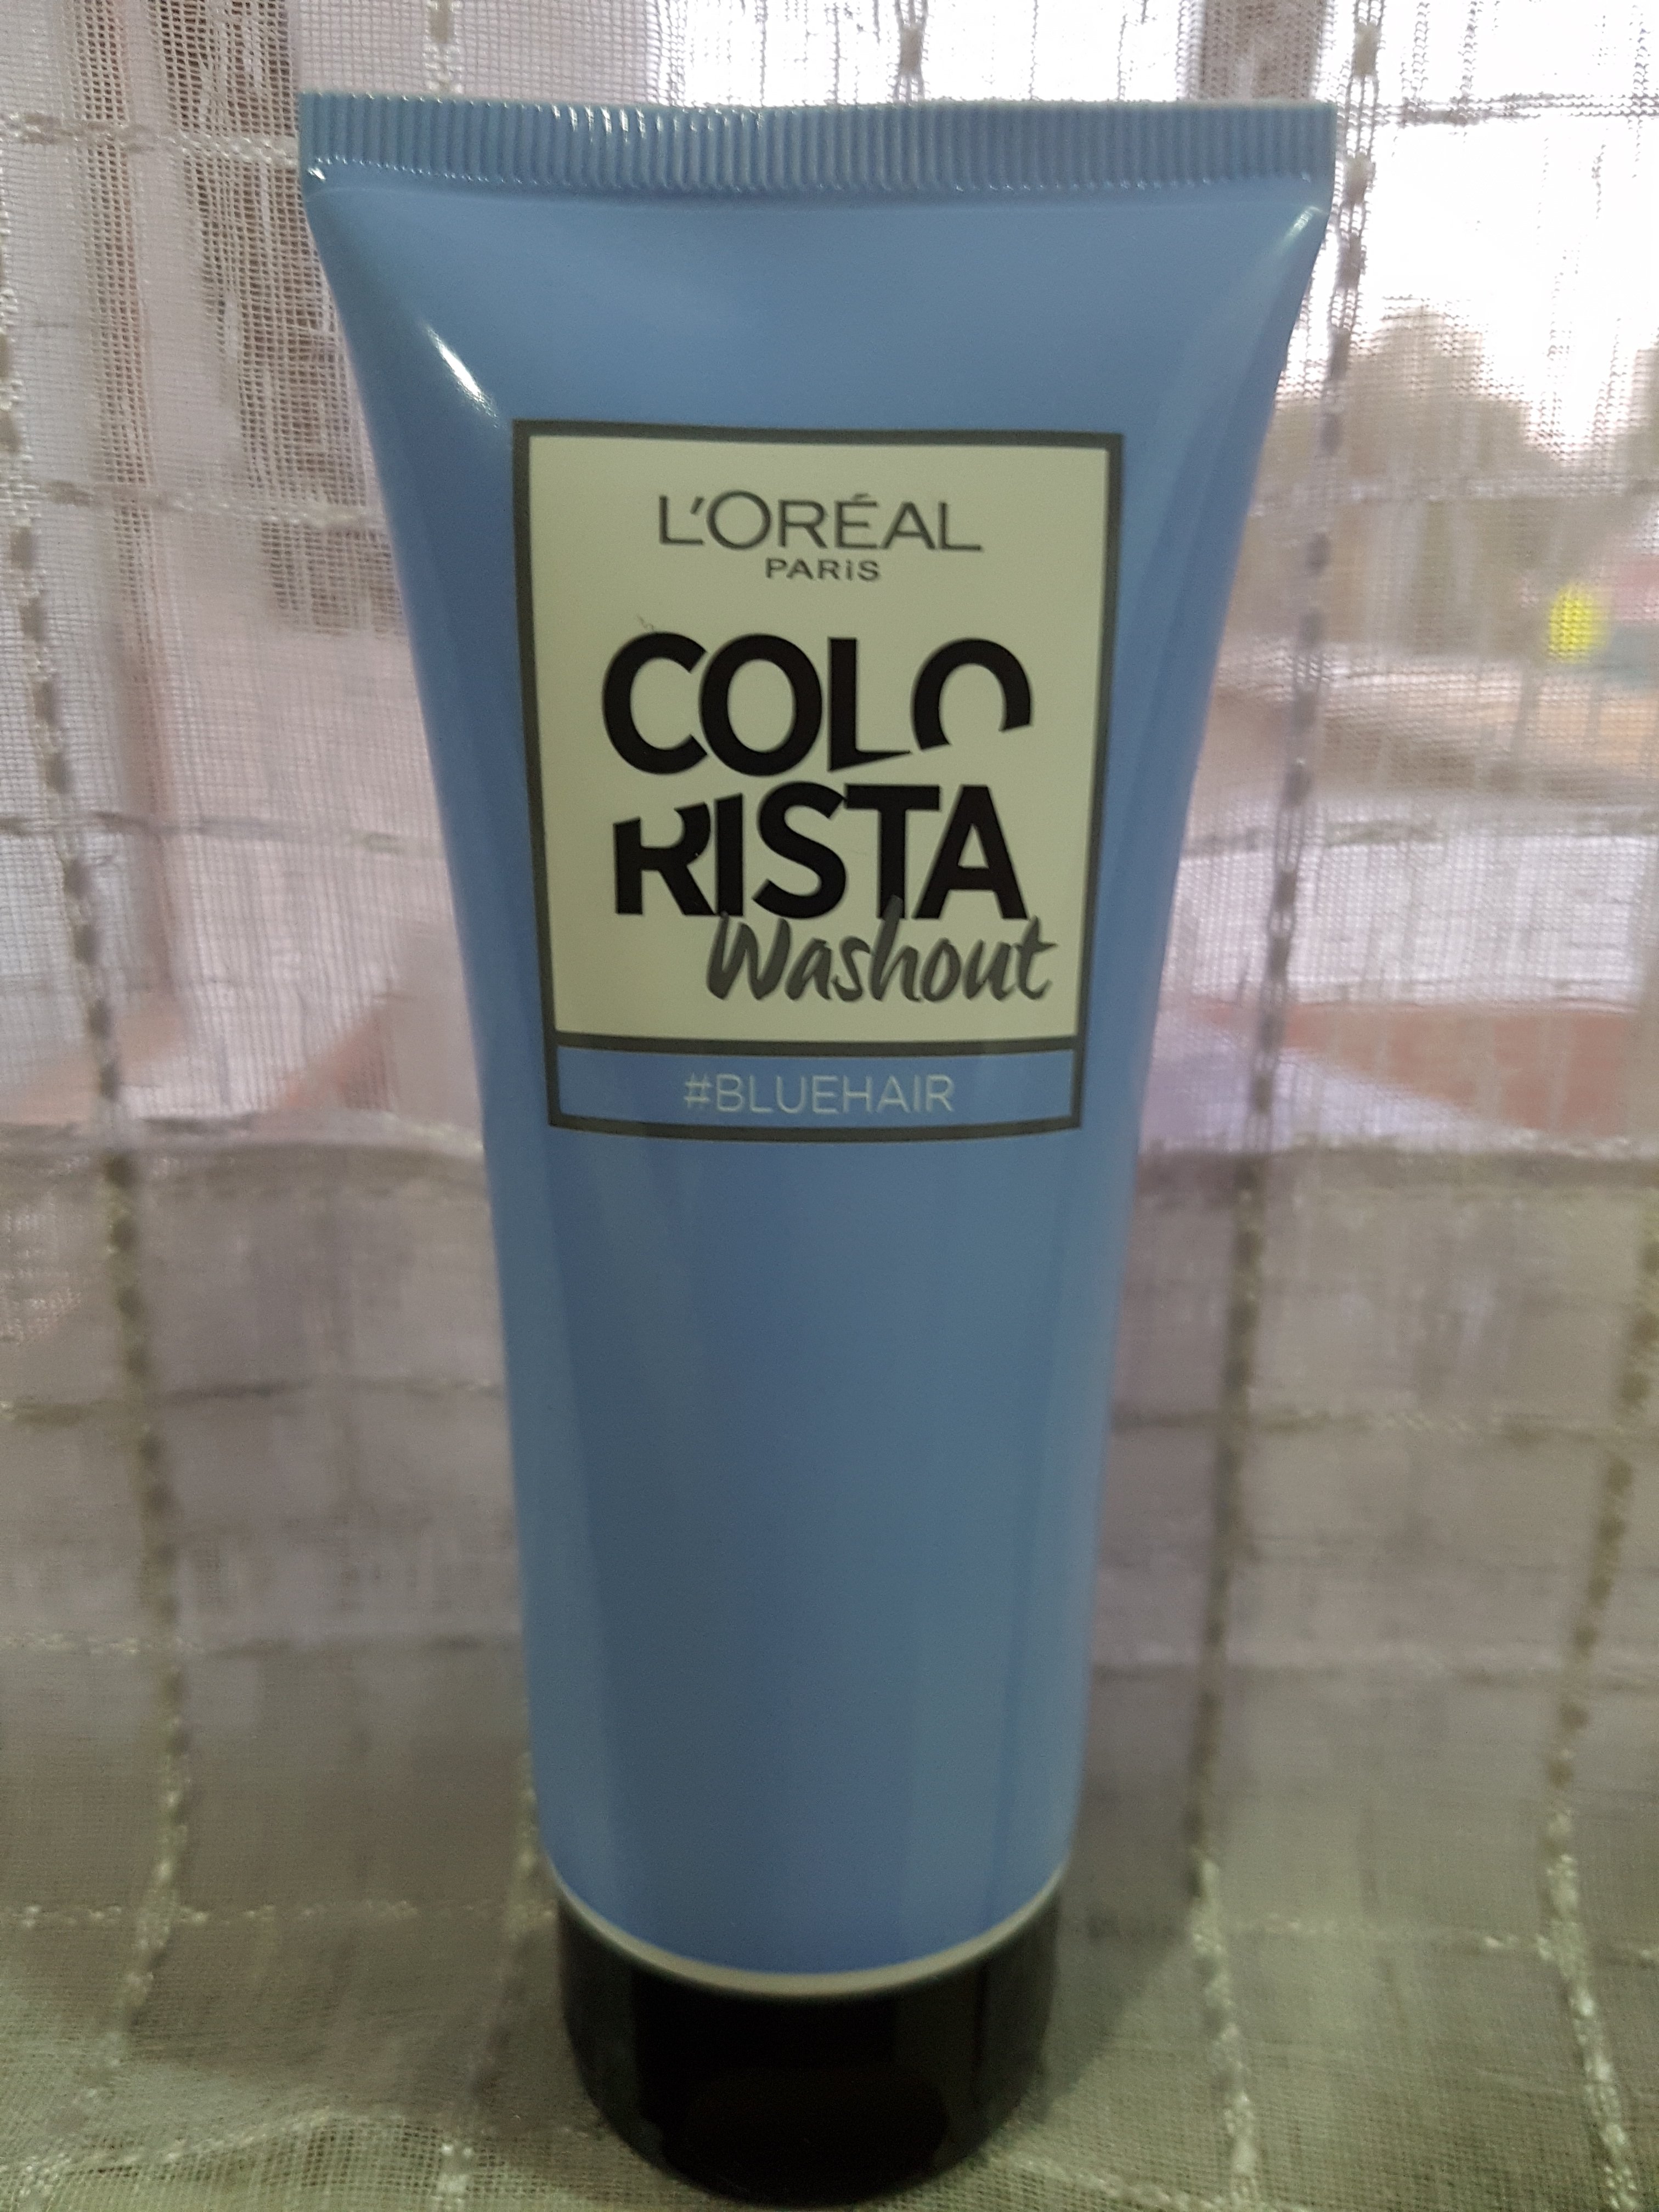 L'ORÉAL
PARiS
COLO
RISTA
Washout
#BLUEHAIR